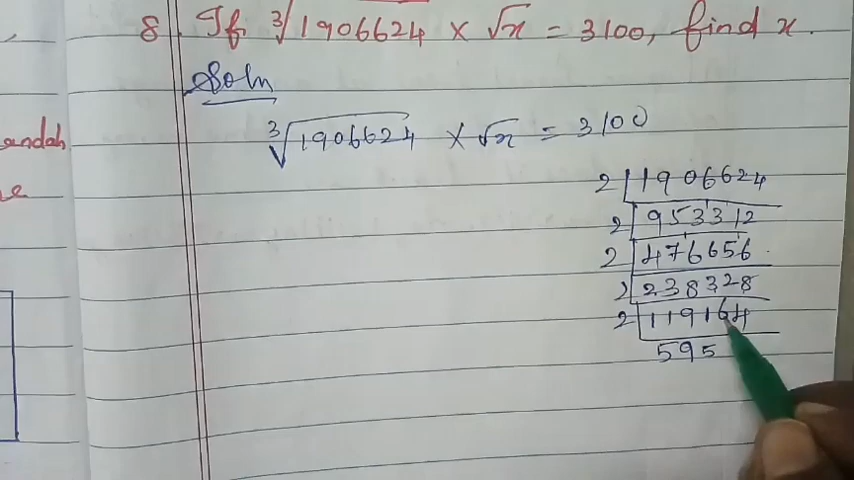 8. If ∛1906624 × √x = 3100, find x.
Soln
∛1906624 × √x = 3100
2 | 1906624
2 | 953312
2 | 476656
2 | 238328
2 | 119164
595